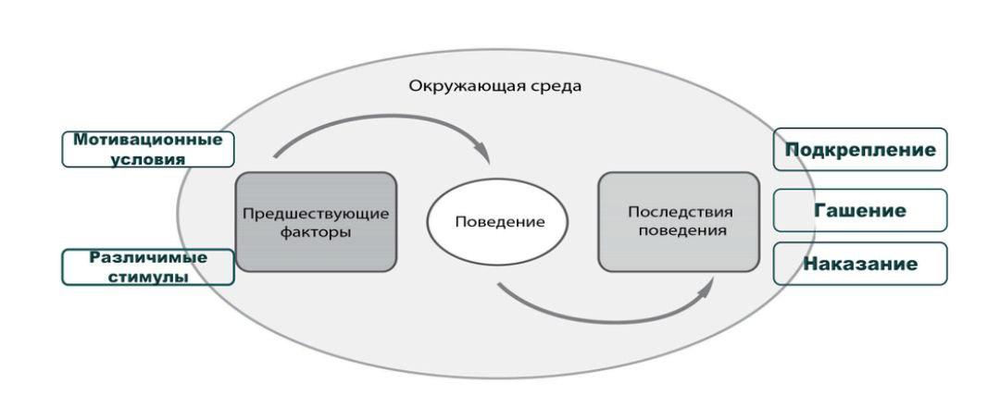 Окружающая среда
Мотивационные
условия
Различимые
стимулы
Предшествующие
факторы
Поведение
Последствия
поведения
Подкрепление
Гашение
Наказание